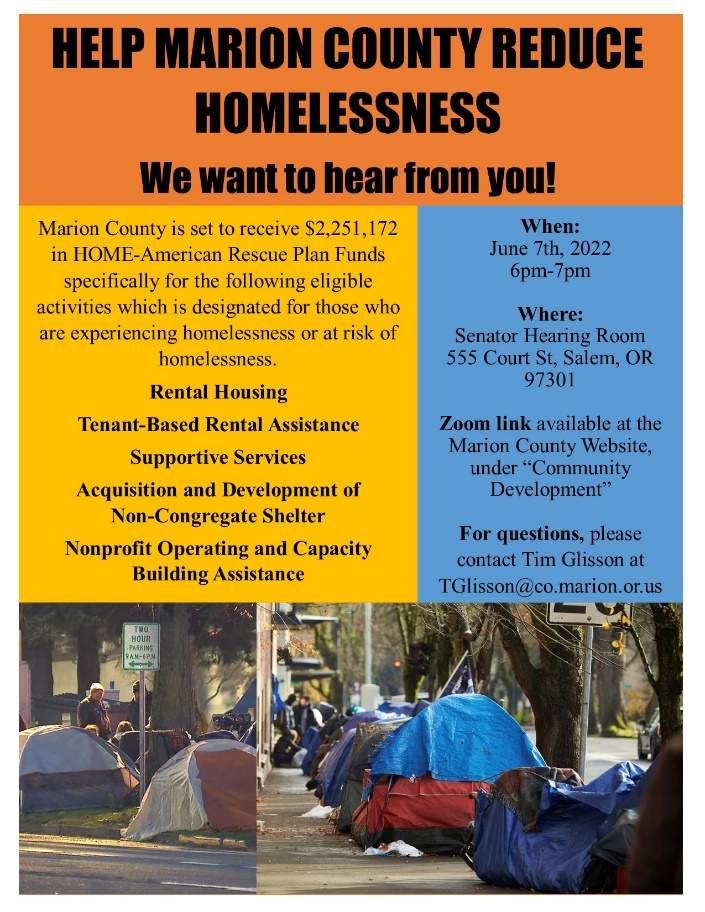 HELP MARION COUNTY REDUCE
HOMELESSNESS
We want to hear from you!
Marion County is set to receive $2,251,172
in HOME-American Rescue Plan Funds
specifically for the following eligible
activities which is designated for those who
are experiencing homelessness or at risk of
homelessness.
Rental Housing
Tenant-Based Rental Assistance
Supportive Services
Acquisition and Development of
Non-Congregate Shelter
Nonprofit Operating and Capacity
Building Assistance
When:
June 7th, 2022
6pm-7pm
Where:
Senator Hearing Room
555 Court St, Salem, OR
97301
Zoom link available at the
Marion County Website,
under “Community
Development”
For questions, please
contact Tim Glisson at
TGlisson@co.marion.or.us
TWO
HOUR
PARKING
9AM-6PM